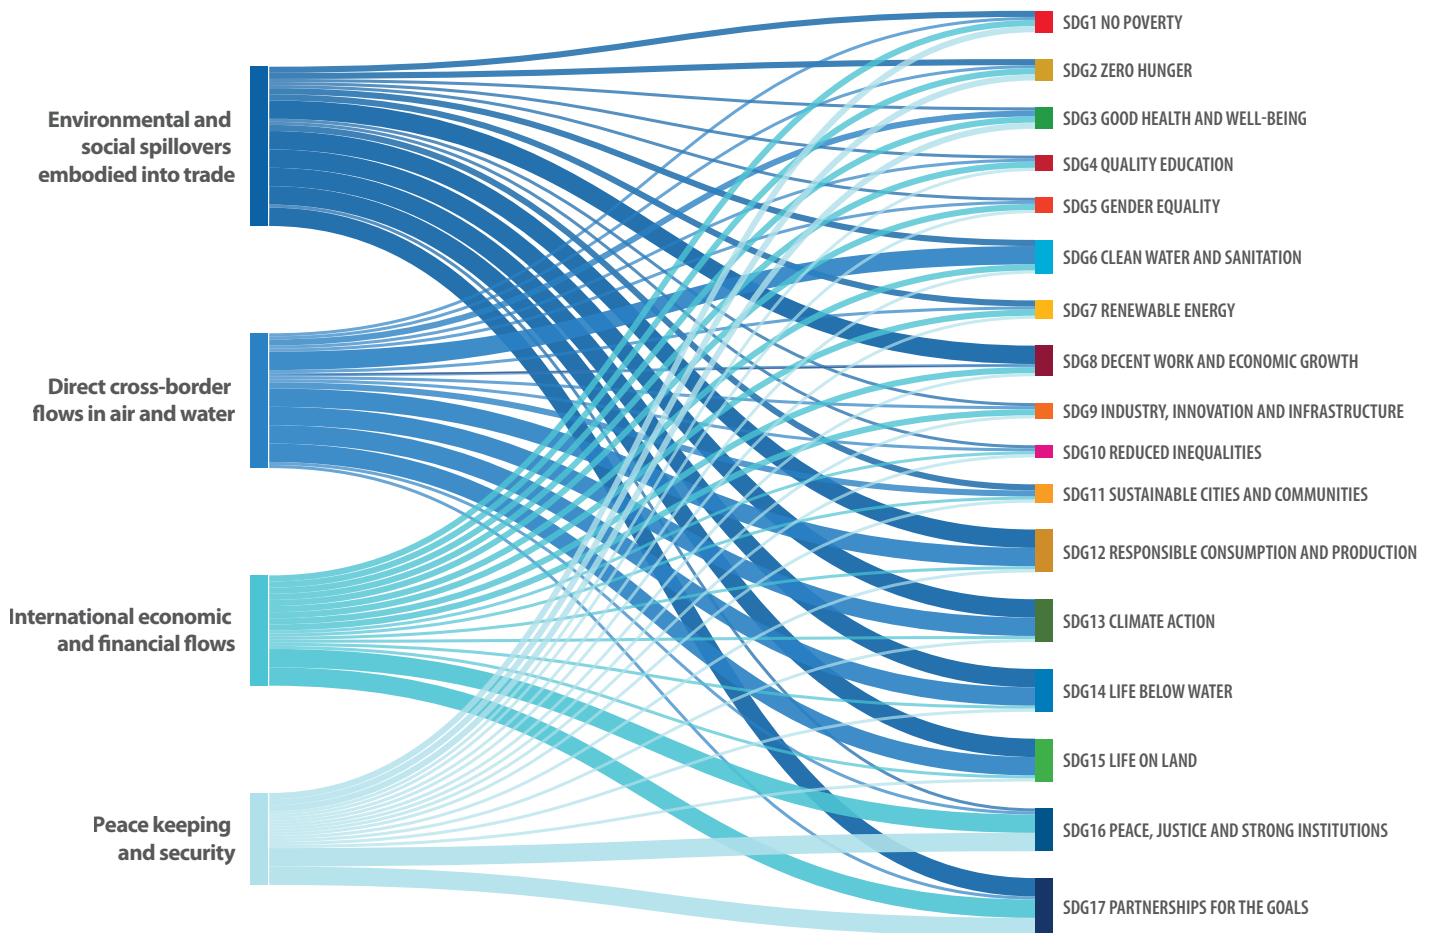 Environmental and
social spillovers
embodied into trade
Direct cross-border
flows in air and water
International economic
and financial flows
Peace keeping
and security
SDG1 NO POVERTY
SDG2 ZERO HUNGER
SDG3 GOOD HEALTH AND WELL-BEING
SDG4 QUALITY EDUCATION
SDG5 GENDER EQUALITY
SDG6 CLEAN WATER AND SANITATION
SDG7 RENEWABLE ENERGY
SDG8 DECENT WORK AND ECONOMIC GROWTH
SDG9 INDUSTRY, INNOVATION AND INFRASTRUCTURE
SDG10 REDUCED INEQUALITIES
SDG11 SUSTAINABLE CITIES AND COMMUNITIES
SDG12 RESPONSIBLE CONSUMPTION AND PRODUCTION
SDG13 CLIMATE ACTION
SDG14 LIFE BELOW WATER
SDG15 LIFE ON LAND
SDG16 PEACE, JUSTICE AND STRONG INSTITUTIONS
SDG17 PARTNERSHIPS FOR THE GOALS